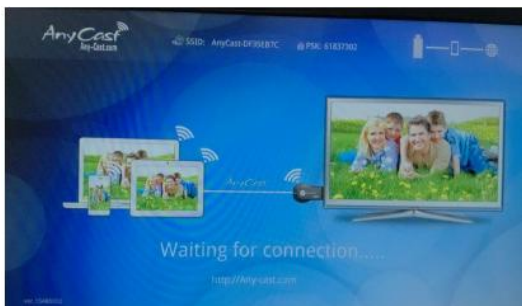 AnyCast
Any-Cast.com
SSID: AnyCast-DF35EB7C
PSK: 61837302
AnyCast
Waiting for connection.....
http://Any-cast.com